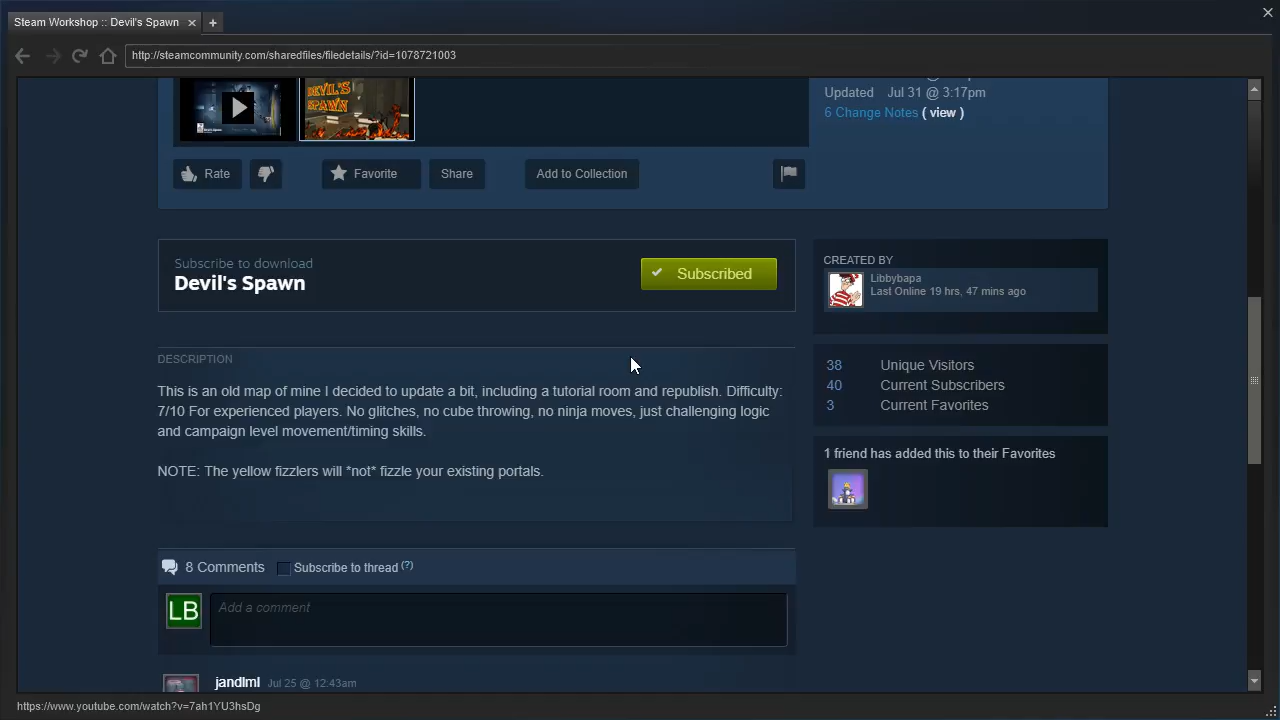 Steam Workshop :: Devil's Spawn
http://steamcommunity.com/sharedfiles/filedetails/?id=1078721003
DEVIL'S
SPAWN
Updated Jul 31 @ 3:17pm
6 Change Notes ( view )
Rate
Favorite
Share
Add to Collection
Subscribe to download
Devil's Spawn
Subscribed
CREATED BY
Libbybapa
Last Online 19 hrs, 47 mins ago
DESCRIPTION
This is an old map of mine I decided to update a bit, including a tutorial room and republish. Difficulty:
7/10 For experienced players. No glitches, no cube throwing, no ninja moves, just challenging logic
and campaign level movement/timing skills.
NOTE: The yellow fizzlers will *not* fizzle your existing portals.
38 Unique Visitors
40 Current Subscribers
3 Current Favorites
1 friend has added this to their Favorites
8 Comments
Subscribe to thread (?)
LB
Add a comment
jandlml Jul 25 @ 12:43am
https://www.youtube.com/watch?v=7ah1YU3hsDg